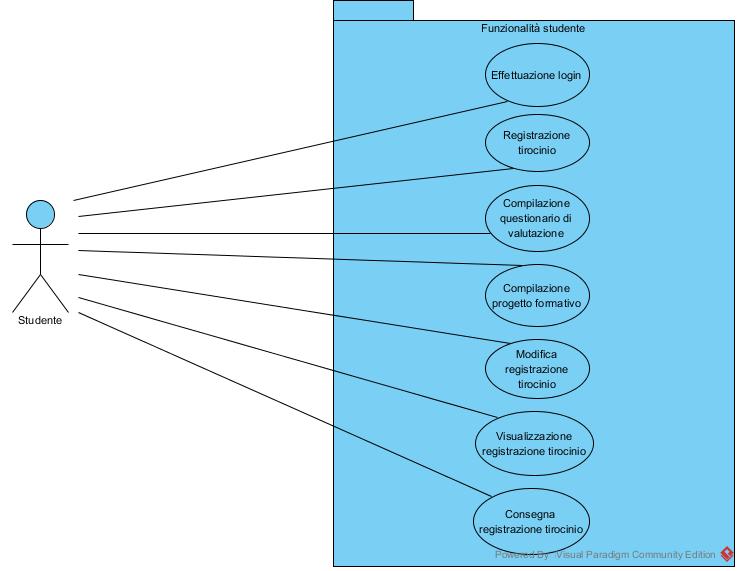 Funzionalità studente
Effettuazione login
Registrazione
tirocinio
Compilazione
questionario di
valutazione
Compilazione
progetto formativo
Modifica
registrazione
tirocinio
Visualizzazione
registrazione tirocinio
Consegna
registrazione tirocinio
Studente
Powered By Visual Paradigm Community Edition